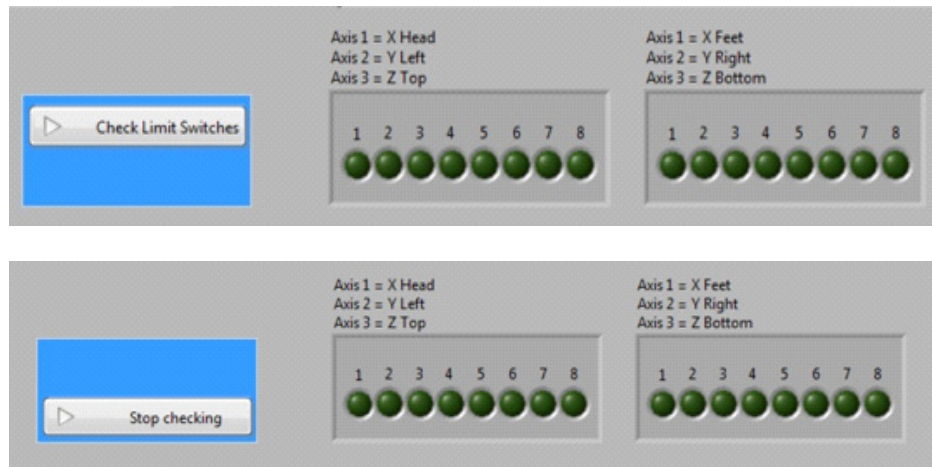 Axis 1 = X Head
Axis 2 = Y Left
Axis 3 = Z Top
Axis 1 = X Feet
Axis 2 = Y Right
Axis 3 = Z Bottom
Check Limit Switches
1 2 3 4 5 6 7 8
1 2 3 4 5 6 7 8
Axis 1 = X Head
Axis 2 = Y Left
Axis 3 = Z Top
Axis 1 = X Feet
Axis 2 = Y Right
Axis 3 = Z Bottom
1 2 3 4 5 6 7 8
1 2 3 4 5 6 7 8
Stop checking